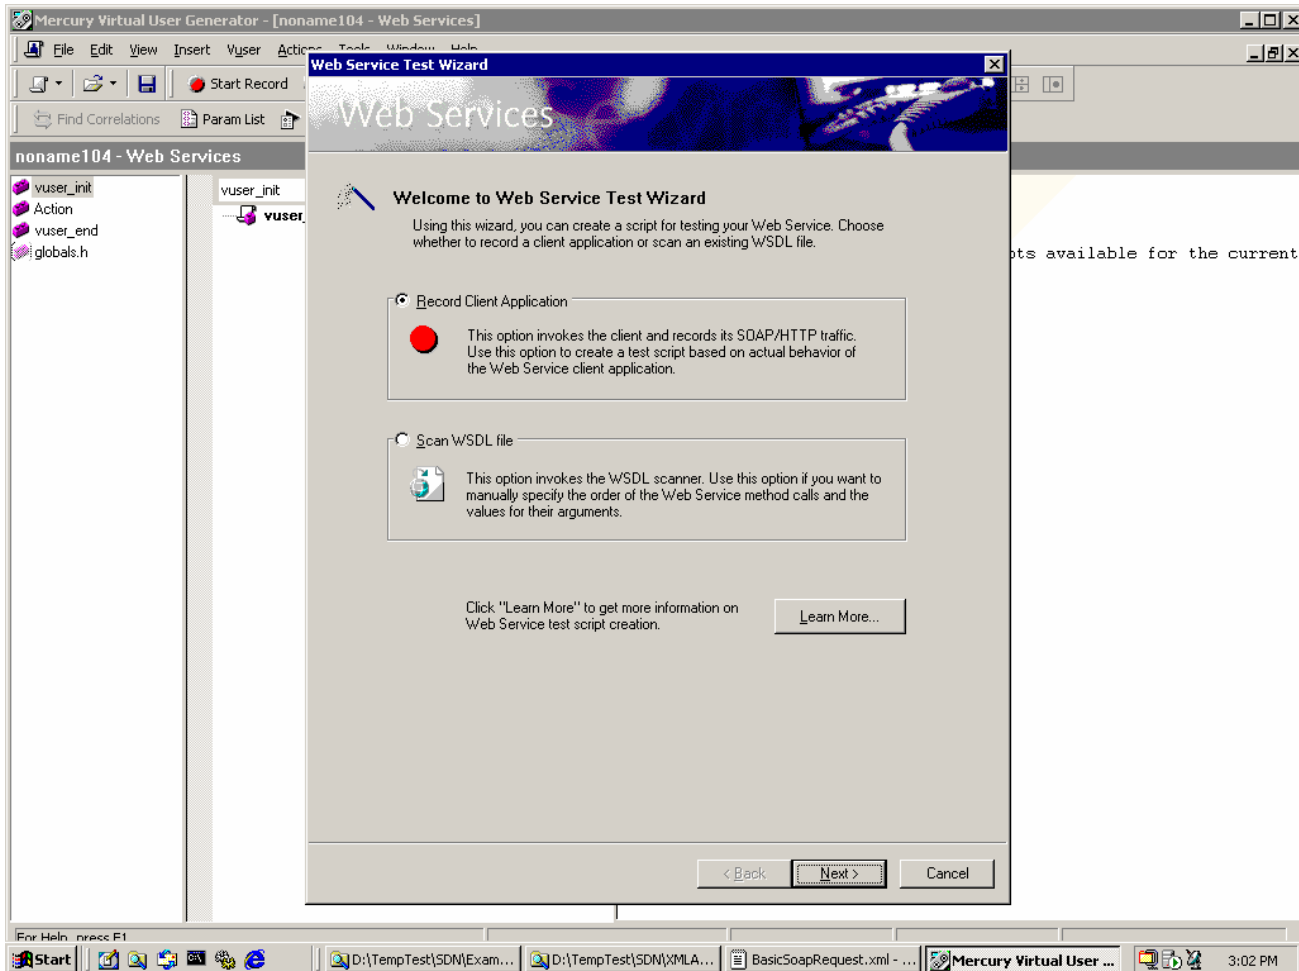 Mercury Virtual User Generator - [noname104 - Web Services]
File Edit View Insert Vuser Actions Tools Window Help
Start Record
Find Correlations Param List
noname104 - Web Services
vuser_init
Action
vuser_end
globals.h
vuser_init
vuser_
Web Service Test Wizard
Web Services
Welcome to Web Service Test Wizard
Using this wizard, you can create a script for testing your Web Service. Choose
whether to record a client application or scan an existing WSDL file.
Record Client Application
This option invokes the client and records its SOAP/HTTP traffic.
Use this option to create a test script based on actual behavior of
the Web Service client application.
Scan WSDL file
This option invokes the WSDL scanner. Use this option if you want to
manually specify the order of the Web Service method calls and the
values for their arguments.
Click "Learn More" to get more information on
Web Service test script creation.
Learn More...
< Back Next > Cancel
pts available for the current
For Help, press F1
Start D:\TempTest\SDN\Exam... D:\TempTest\SDN\XMLA... BasicSoapRequest.xml - ... Mercury Virtual User ... 3:02 PM